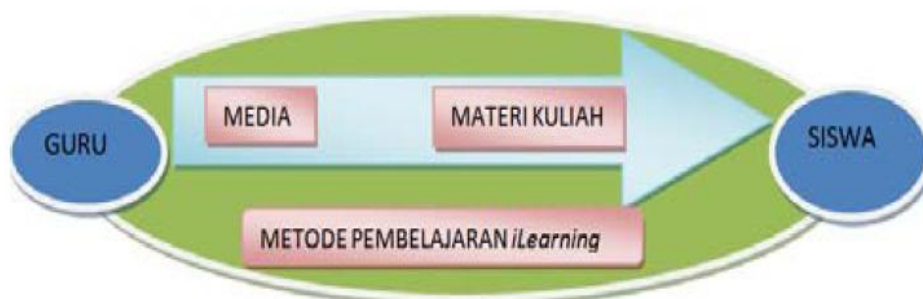 GURU
MEDIA
MATERI KULIAH
SISWA
METODE PEMBELAJARAN iLearning